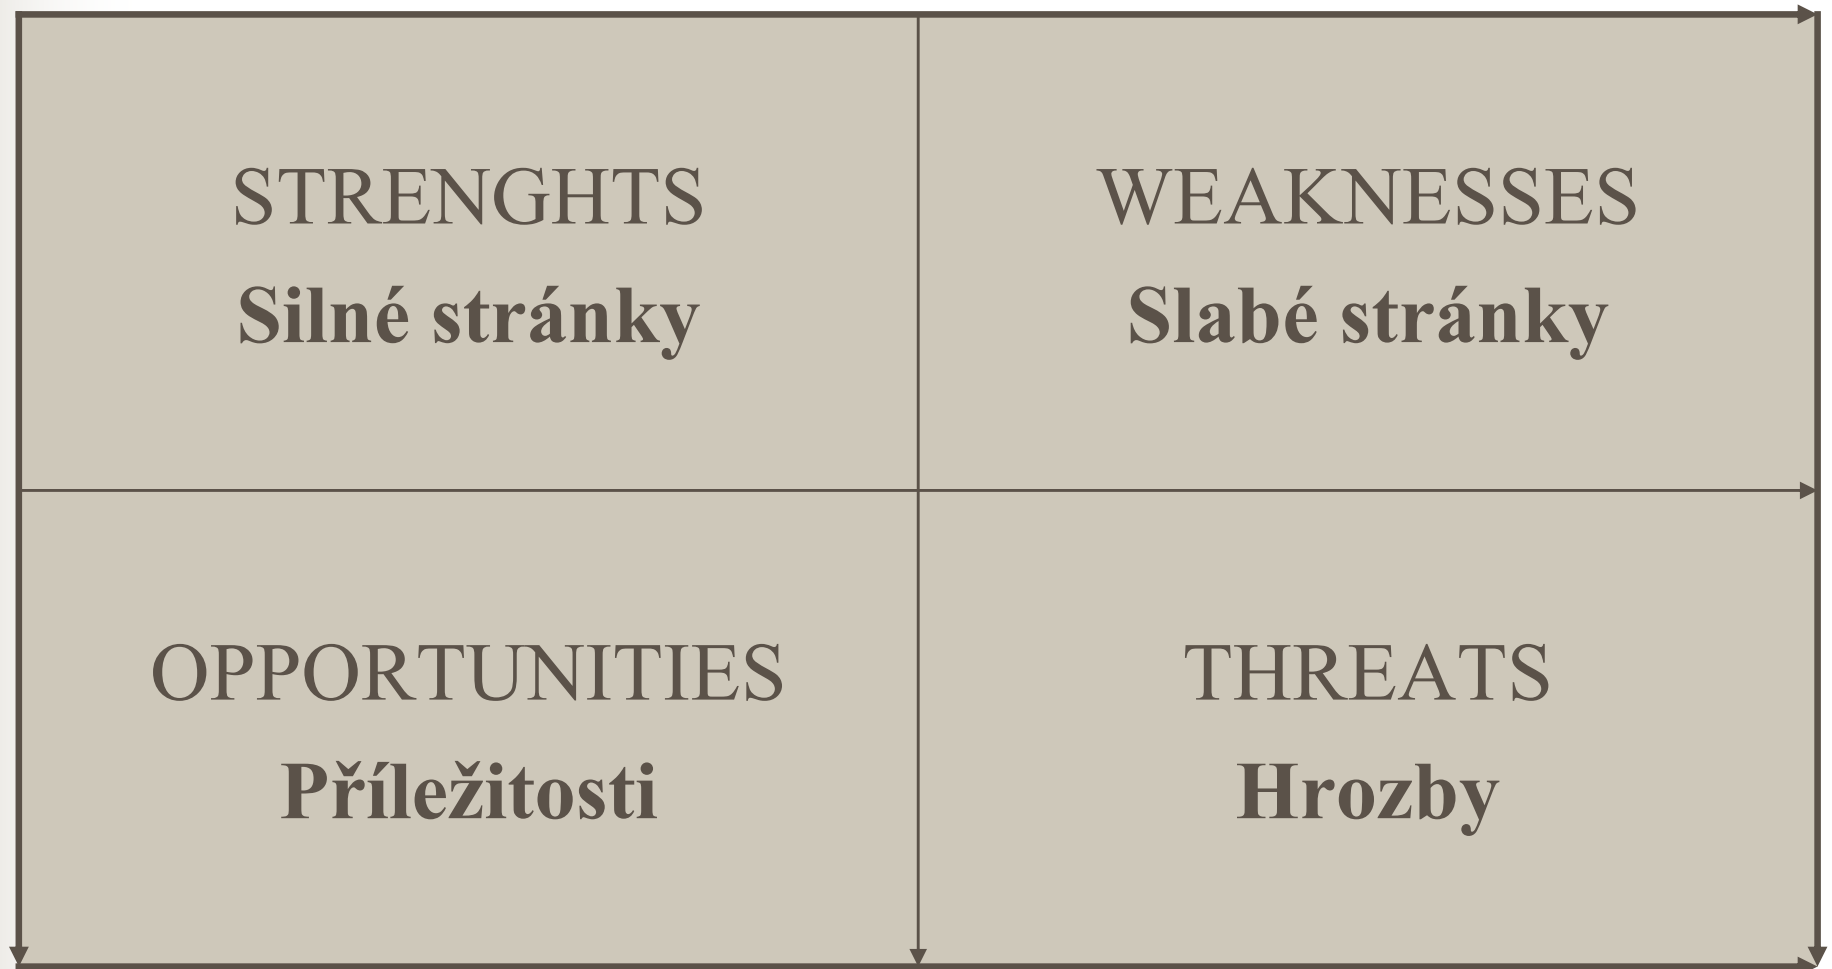 STRENGHTS
Silné stránky
WEAKNESSES
Slabé stránky
OPPORTUNITIES
Příležitosti
THREATS
Hrozby